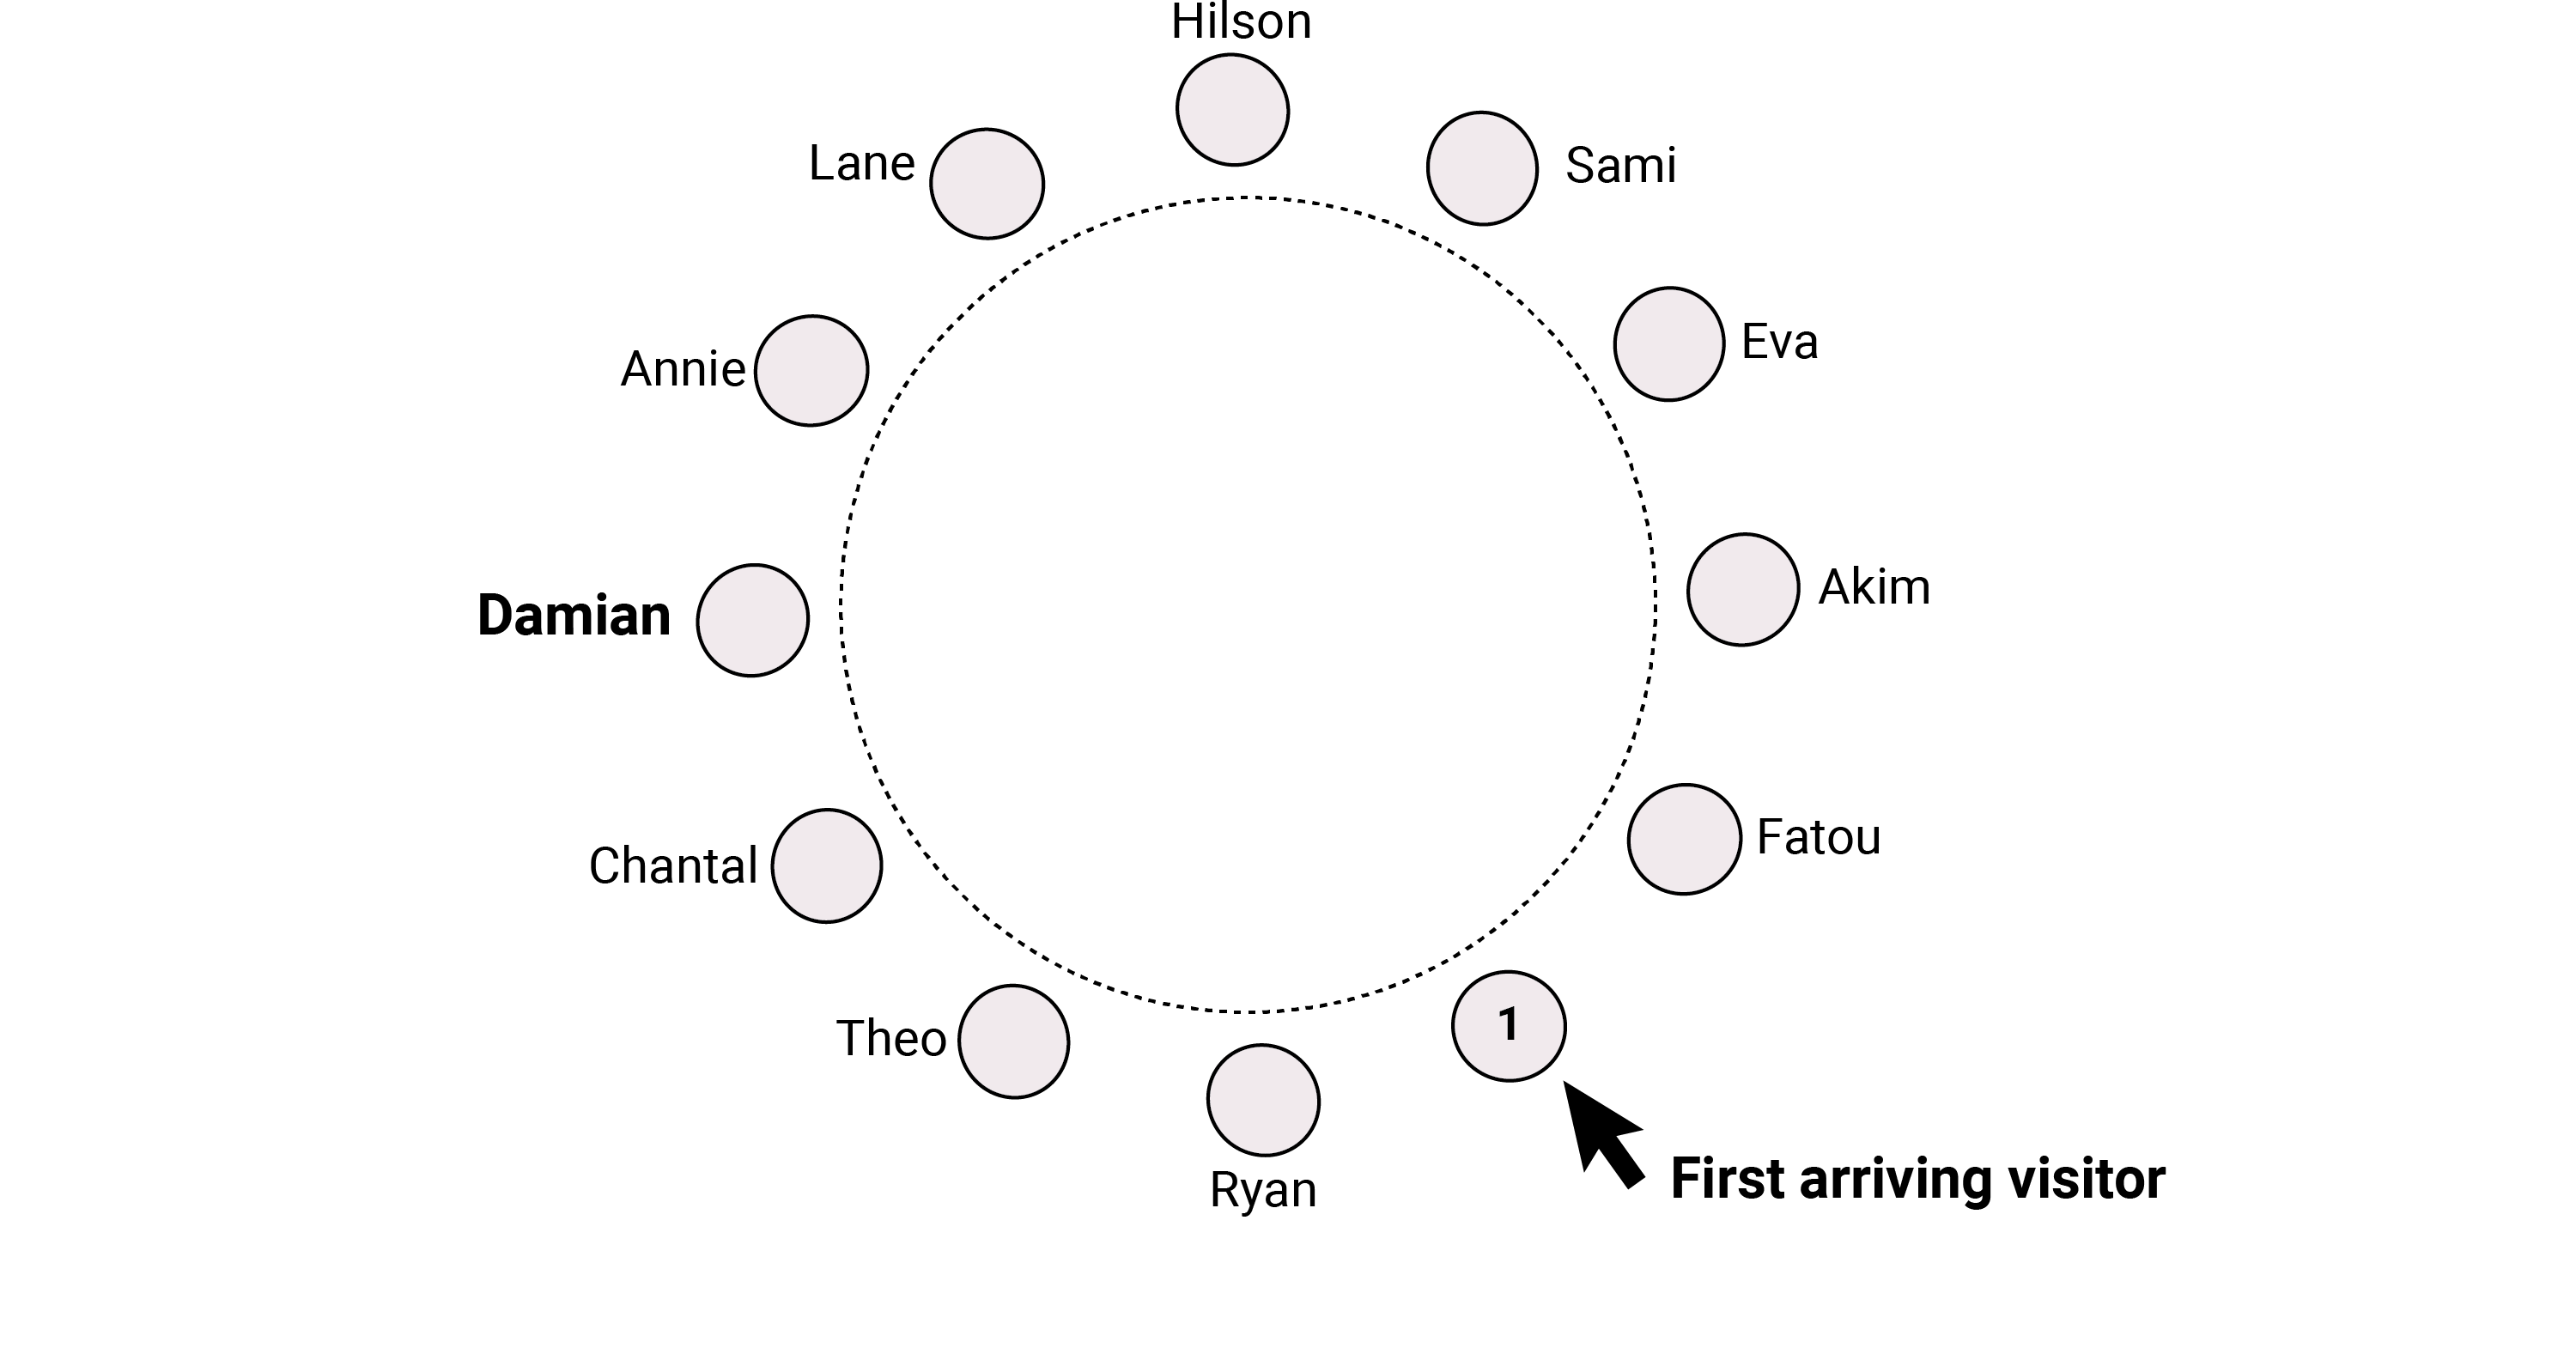 Hilson
Lane
Sami
Eva
Annie
Akim
Damian
Fatou
Chantal
1
Theo
First arriving visitor
Ryan